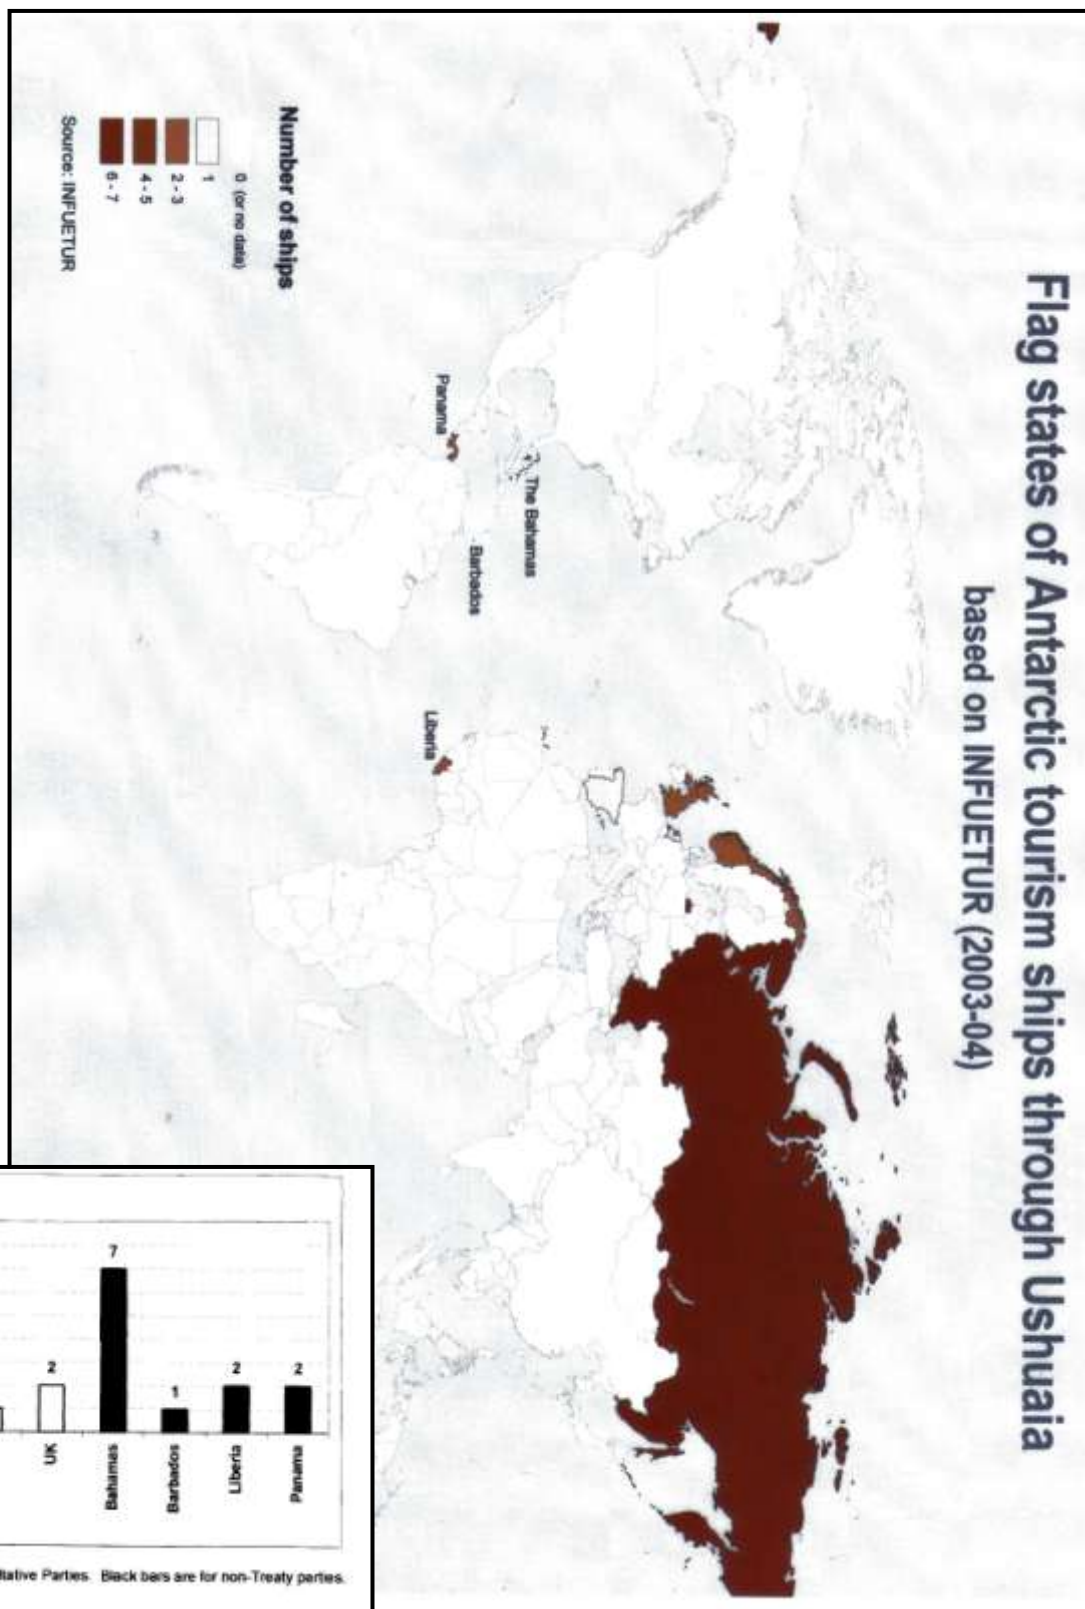 Flag states of Antarctic tourism ships through Ushuaia
based on INFUETUR (2003-04)
The Bahamas
Barbados
Panama
Liberia
Number of ships
0 (or no data)
1
2 - 3
4 - 5
6 - 7
Source: INFUETUR
2
7
1
2
2
UK
Bahamas
Barbados
Liberia
Panama
ltative Parties. Black bars are for non-Treaty parties.